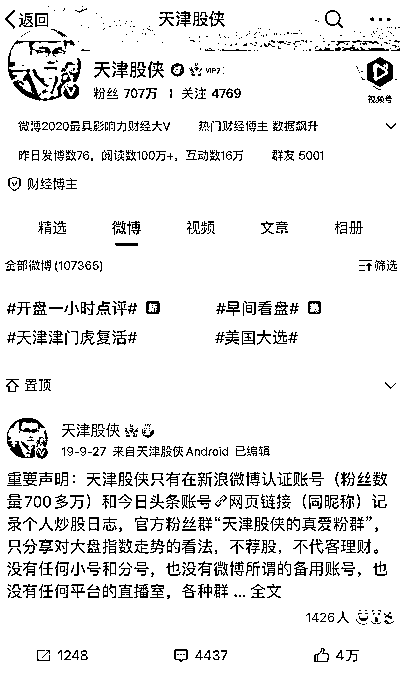 返回
天津股侠
天津股侠 VIP7
粉丝 707万 | 关注 4769
视频号
微博2020最具影响力财经大V 热门财经博主 数据飙升
昨日发博数76，阅读数100万+，互动数16万 群友 5001
财经博主
精选 微博 视频 文章 相册
全部微博(107365) 筛选
#开盘一小时点评# 新 #早间看盘#
#天津津门虎复活# #美国大选#
置顶
天津股侠
19-9-27 来自天津股侠Android 已编辑
重要声明：天津股侠只有在新浪微博认证账号（粉丝数
量700多万）和今日头条账号网页链接（同昵称）记
录个人炒股日志，官方粉丝群“天津股侠的真爱粉群”，
只分享对大盘指数走势的看法，不荐股，不代客理财。
没有任何小号和分号，也没有微博所谓的备用账号，也
没有任何平台的直播室，各种群 ... 全文
1426人
1248 4437 4万